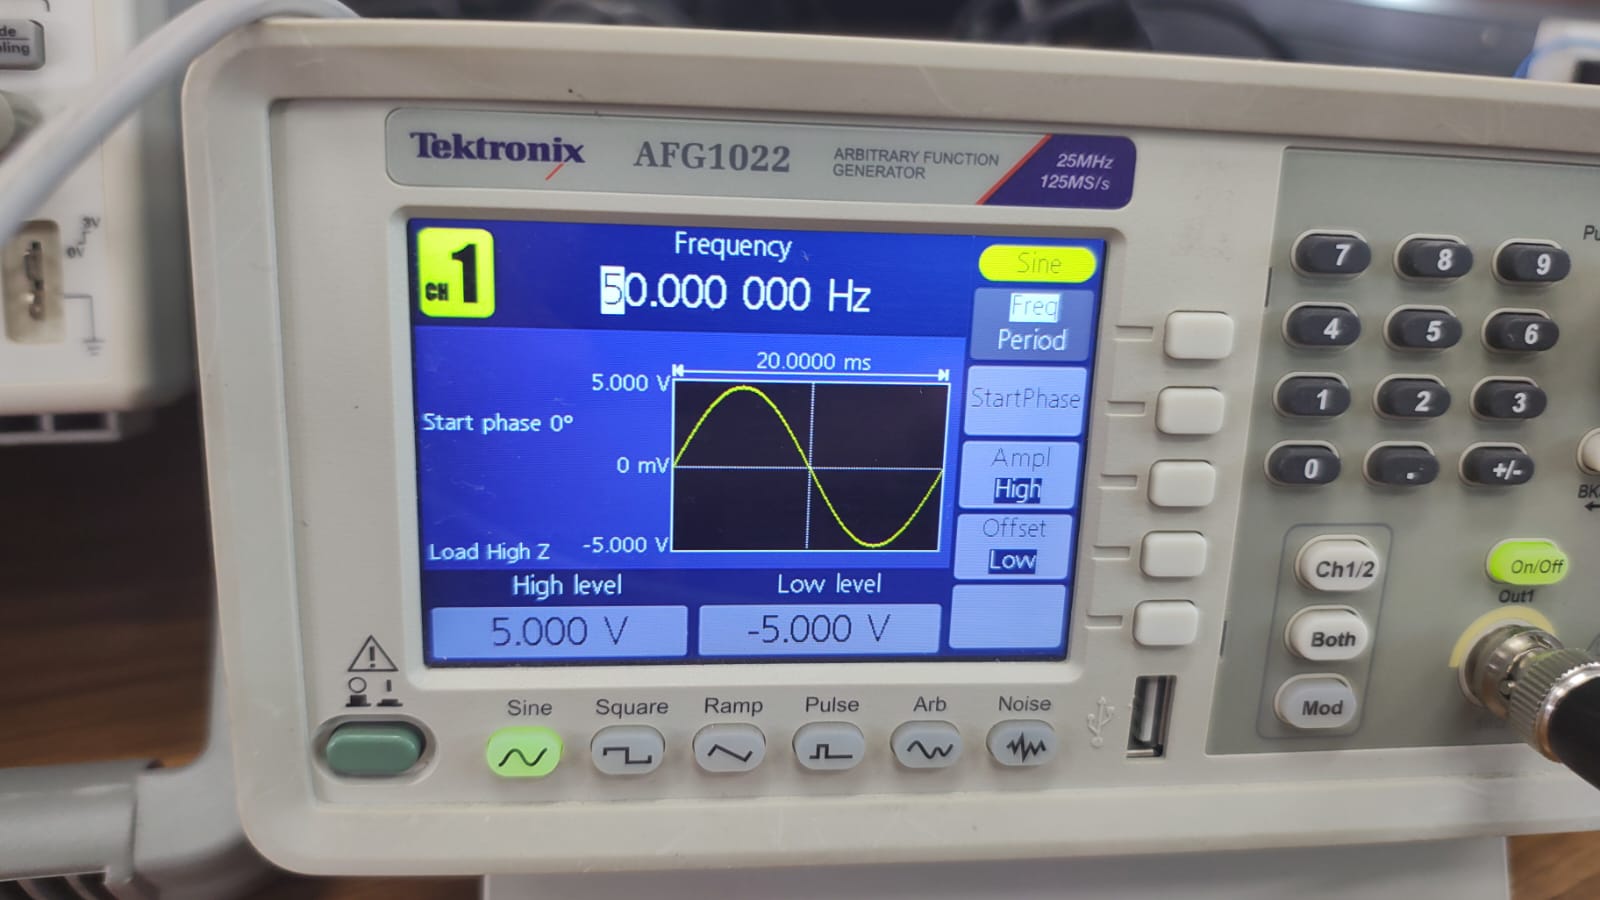 Tektronix AFG1022 ARBITRARY FUNCTION GENERATOR
25MHz
125MS/s
CH 1
Frequency
50.000 000 Hz
Sine
Freq
Period
StartPhase
Ampl
High
Offset
Low
20.0000 ms
5.000 V
Start phase 0°
0 mV
Load High Z
-5.000 V
High level
Low level
5.000 V
-5.000 V
Sine
Square
Ramp
Pulse
Arb
Noise
7 8 9
4 5 6
1 2 3
0 . +/-
Ch1/2
Both
Mod
On/Off
Out1
3V
0V